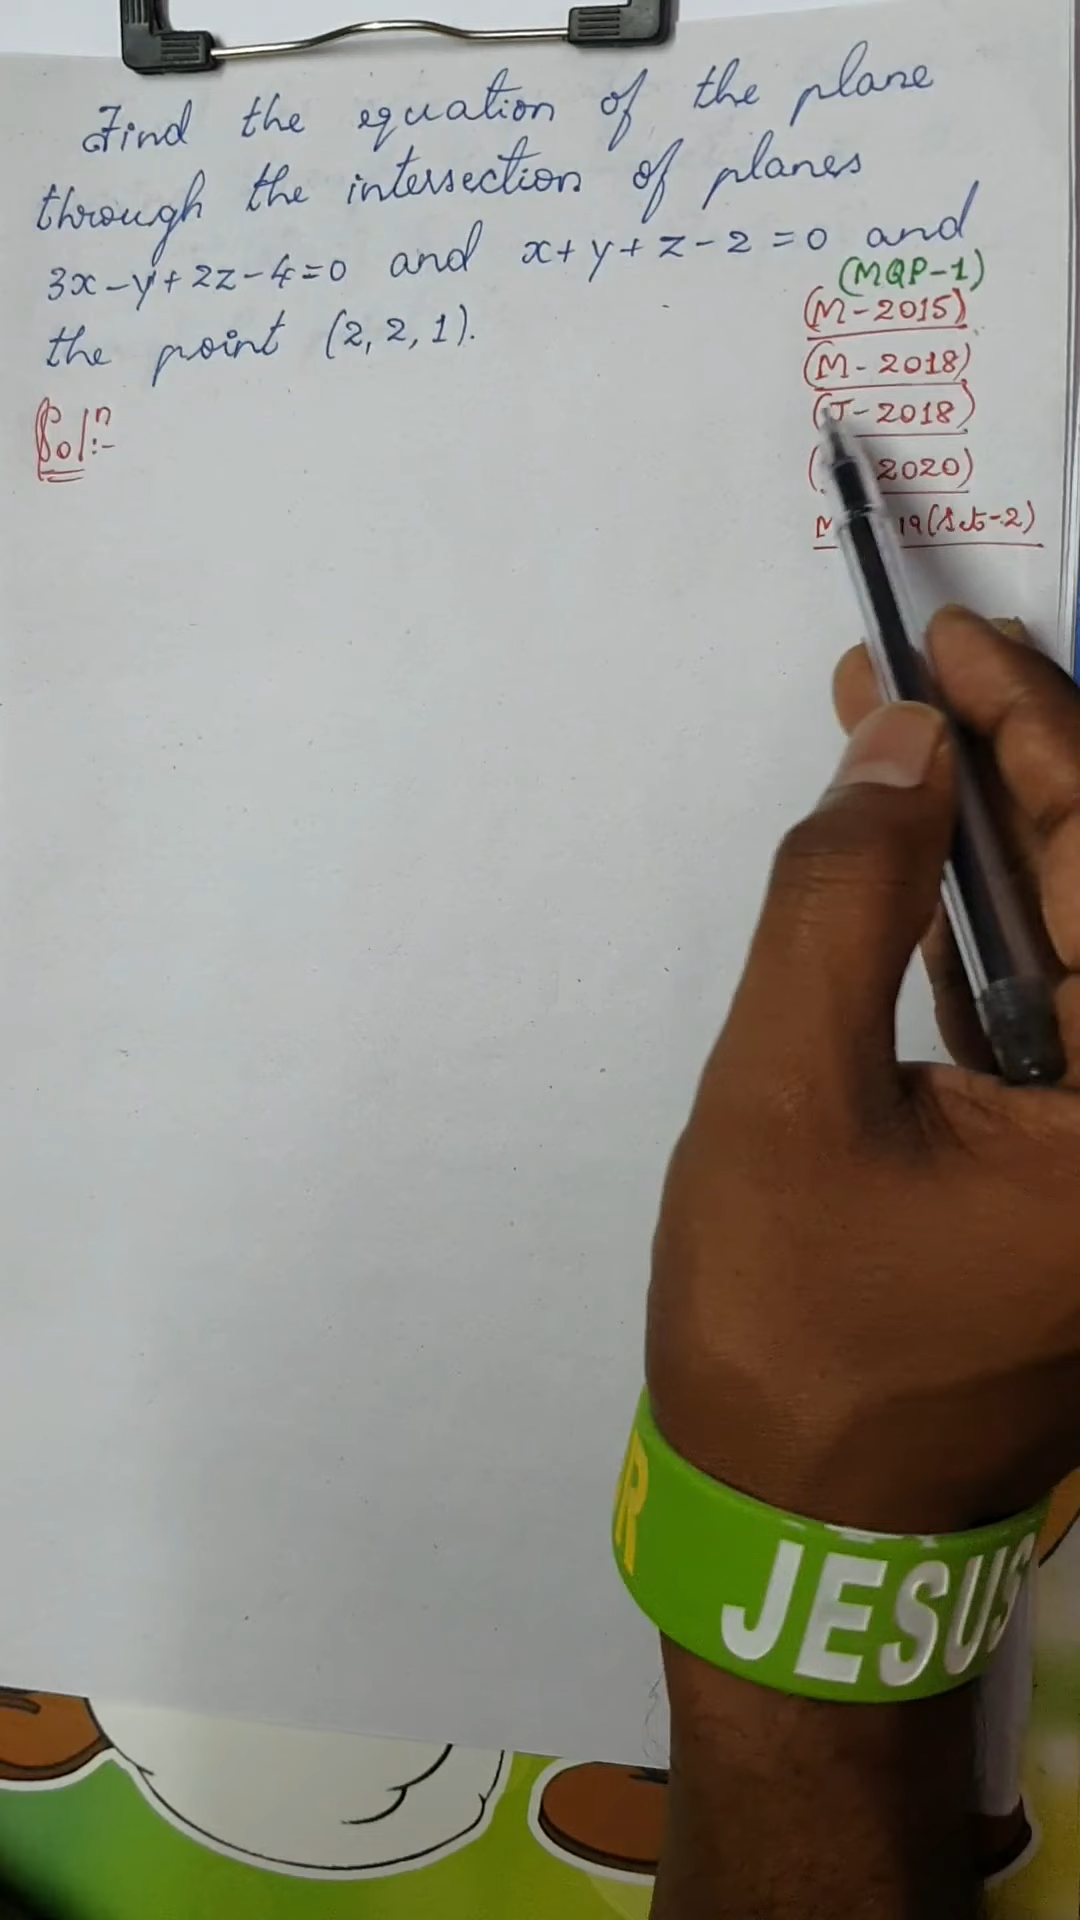 Find the equation of the plane
through the intersection of planes
3x-y+2z-4=0 and x+y+z-2=0 and
the point (2,2,1).
(MQP-1)
(M-2015)
(M-2018)
(J-2018)
2020)
19(Set-2)
Sol^n:-
R JESUS